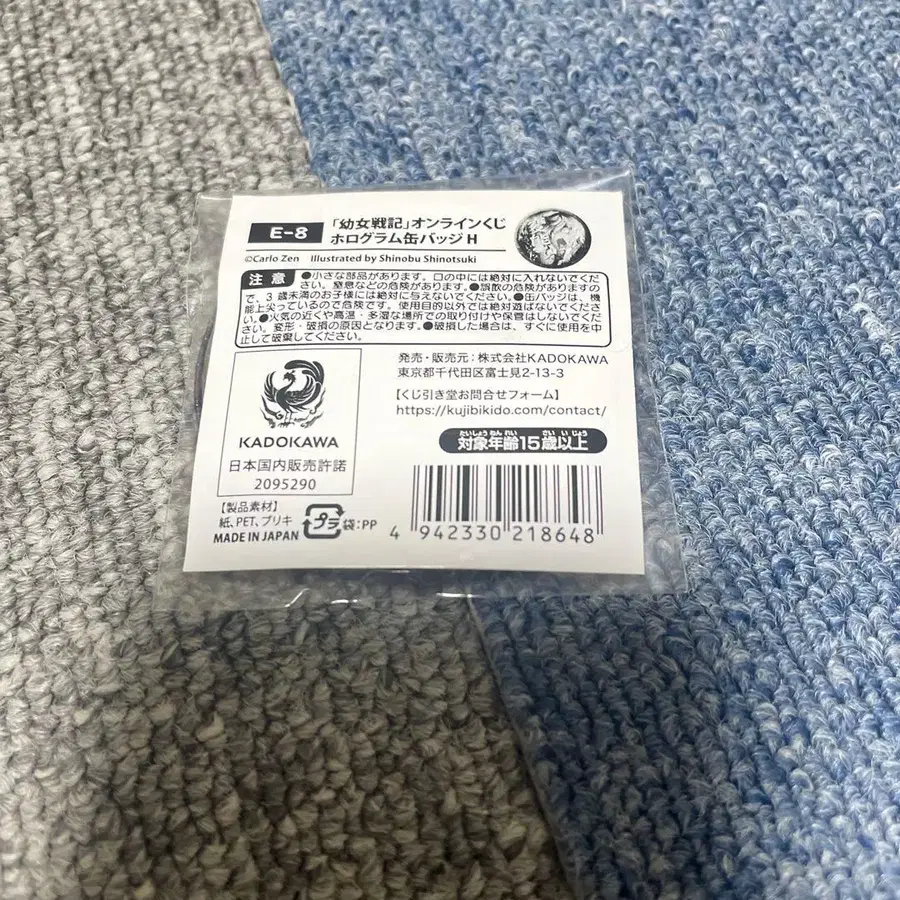 E-8
「幼女戦記」オンラインくじ
ホログラム缶バッジ H
©Carlo Zen Illustrated by Shinobu Shinotsuki
注意
●小さな部品があります。口の中には絶対に入れないでくだ
さい。窒息などの危険があります。●誤飲の危険があります
ので、3歳未満のお子様には絶対に与えないでください。●缶バッジは、機
能上尖っているので危険です。使用目的以外では絶対遊ばないでくださ
い。●火気の近くや高温・多湿な場所での取り付けや保管はしないでくだ
さい。変形・破損の原因となります。●破損した場合は、すぐに使用を中
止して破棄してください。
KADOKAWA
日本国内販売許諾
2095290
発売・販売元:株式会社KADOKAWA
東京都千代田区富士見2-13-3
【くじ引き堂お問合せフォーム】
https://kujibikido.com/contact/
たいしょうねんれい さいいじょう
対象年齢15歳以上
【製品素材】
紙、PET、ブリキ
MADE IN JAPAN
プラ
袋:PP
4 942330 218648